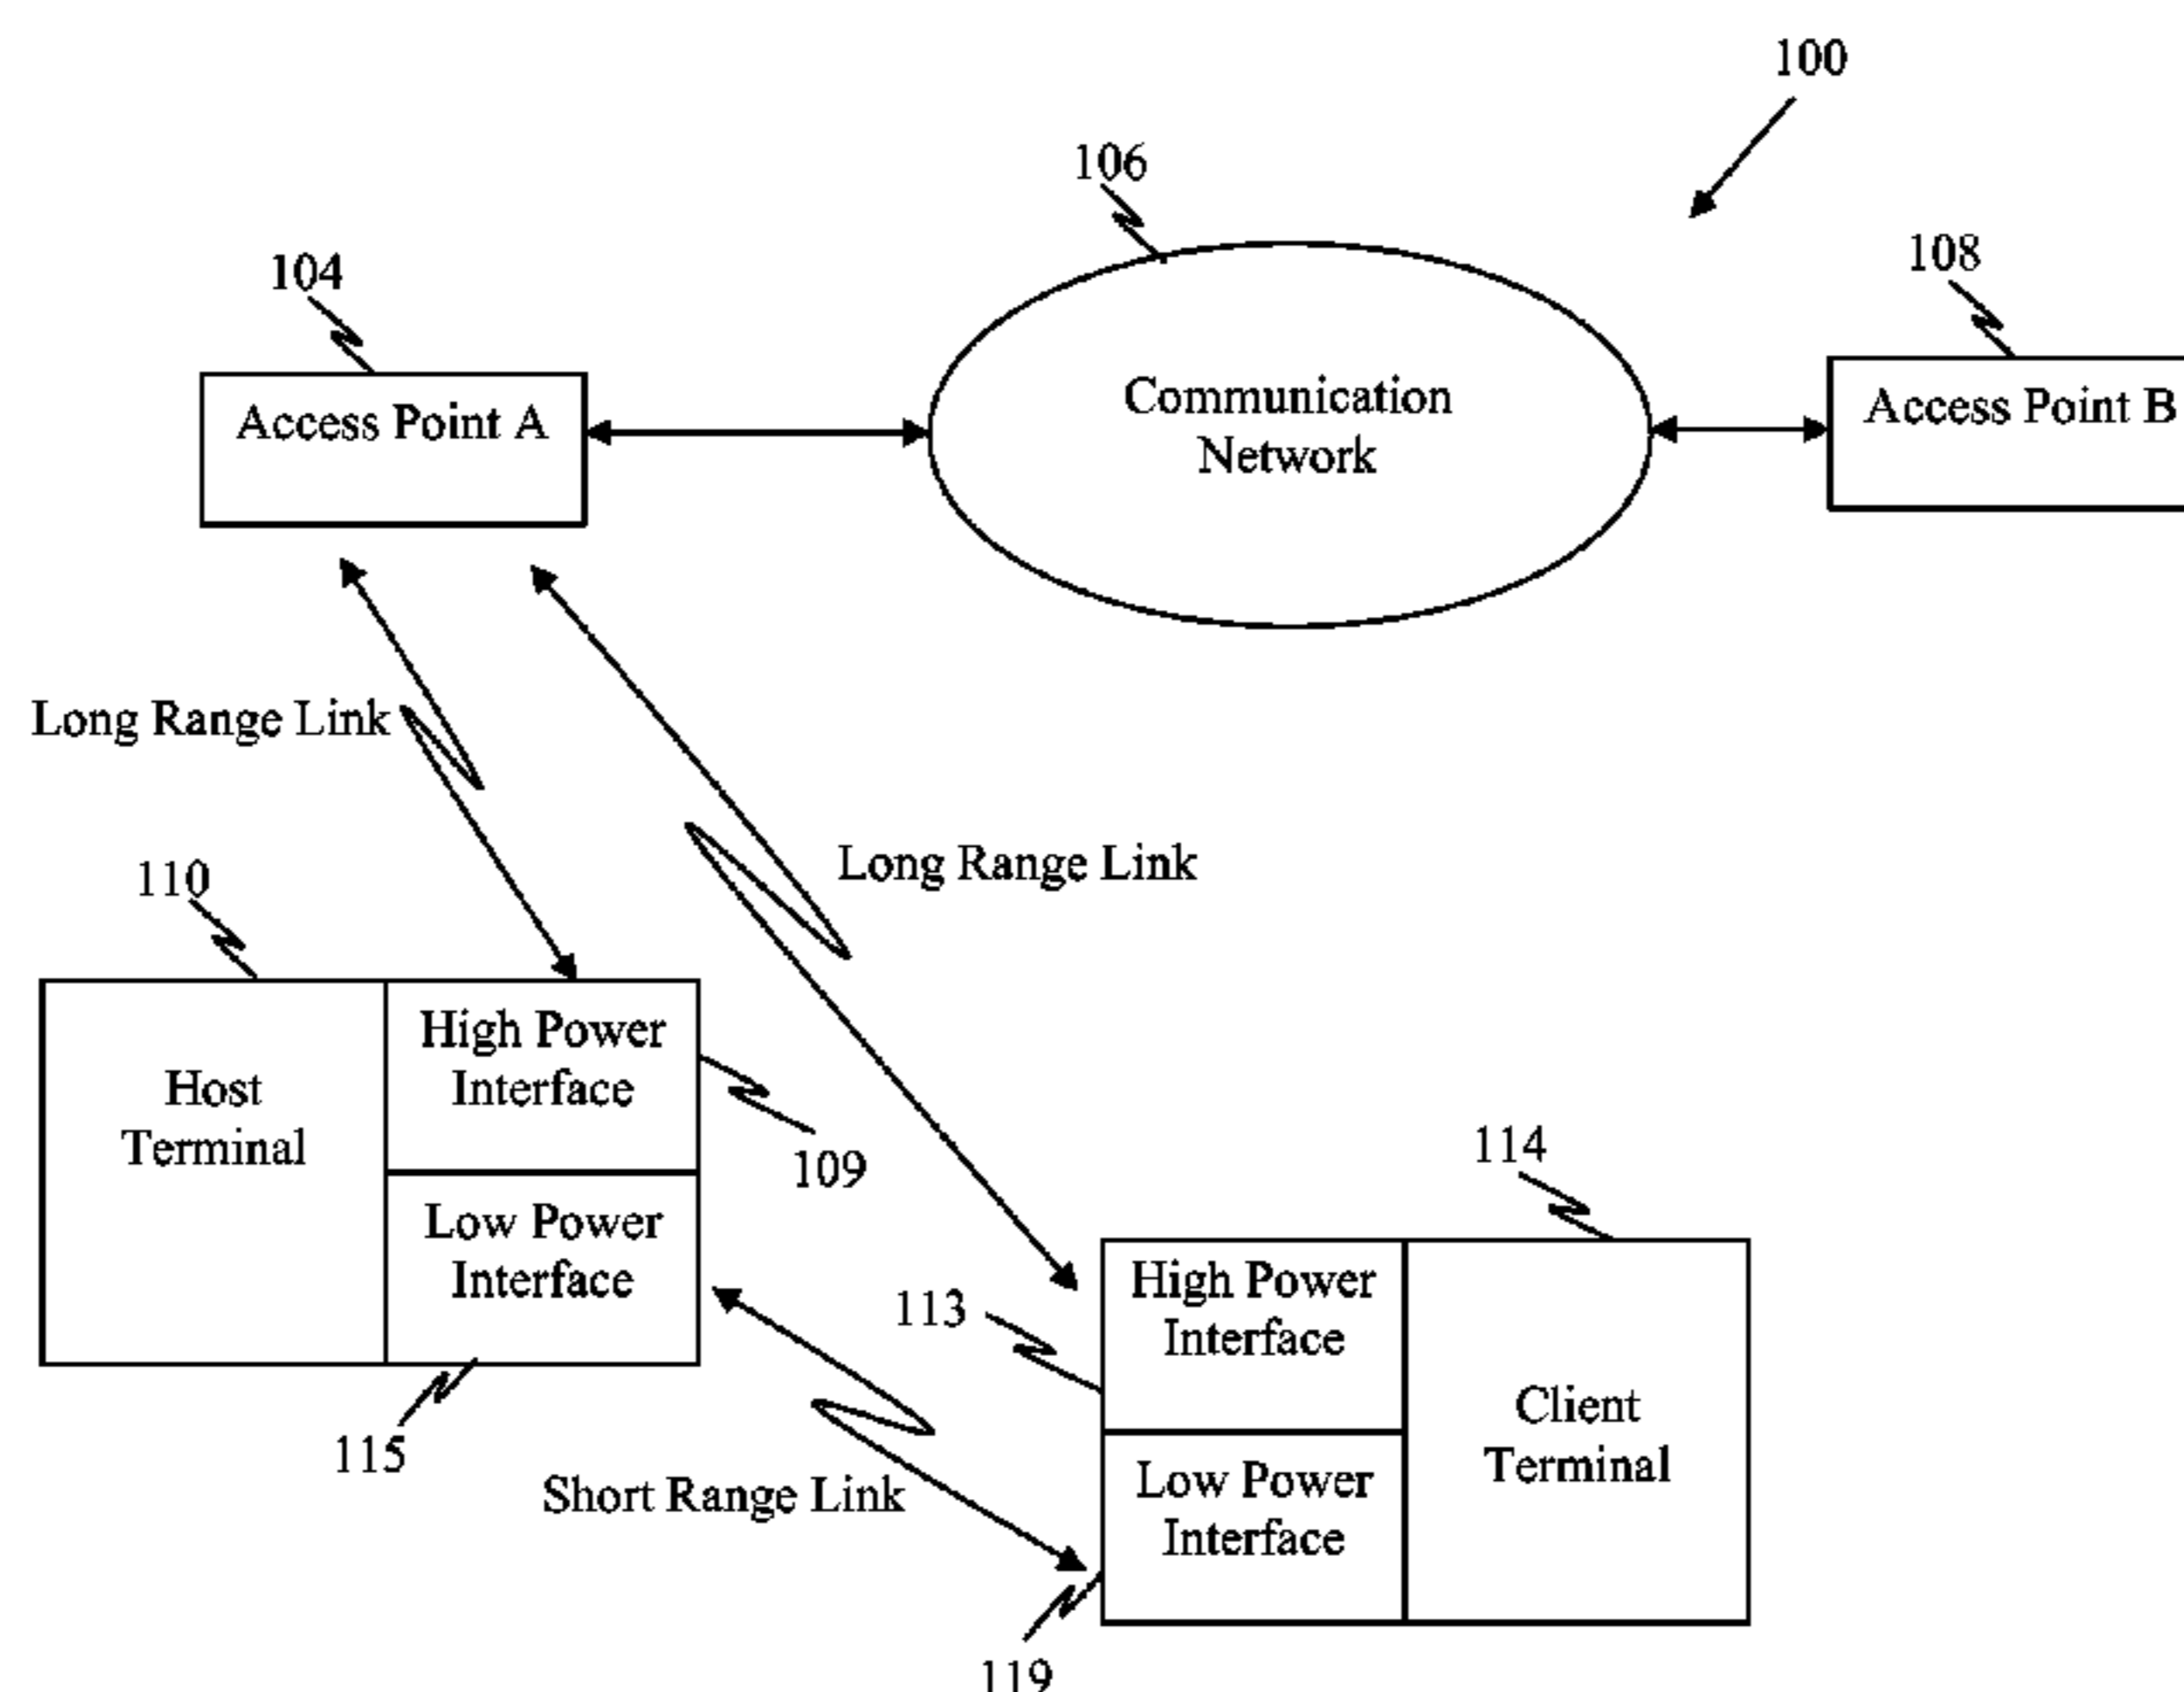 100
106
104
108
Access Point A
Communication
Network
Access Point B
Long Range Link
Long Range Link
110
High Power
Interface
Host
Terminal
109
Low Power
Interface
114
113
High Power
Interface
115
Client
Terminal
Short Range Link
Low Power
Interface
119